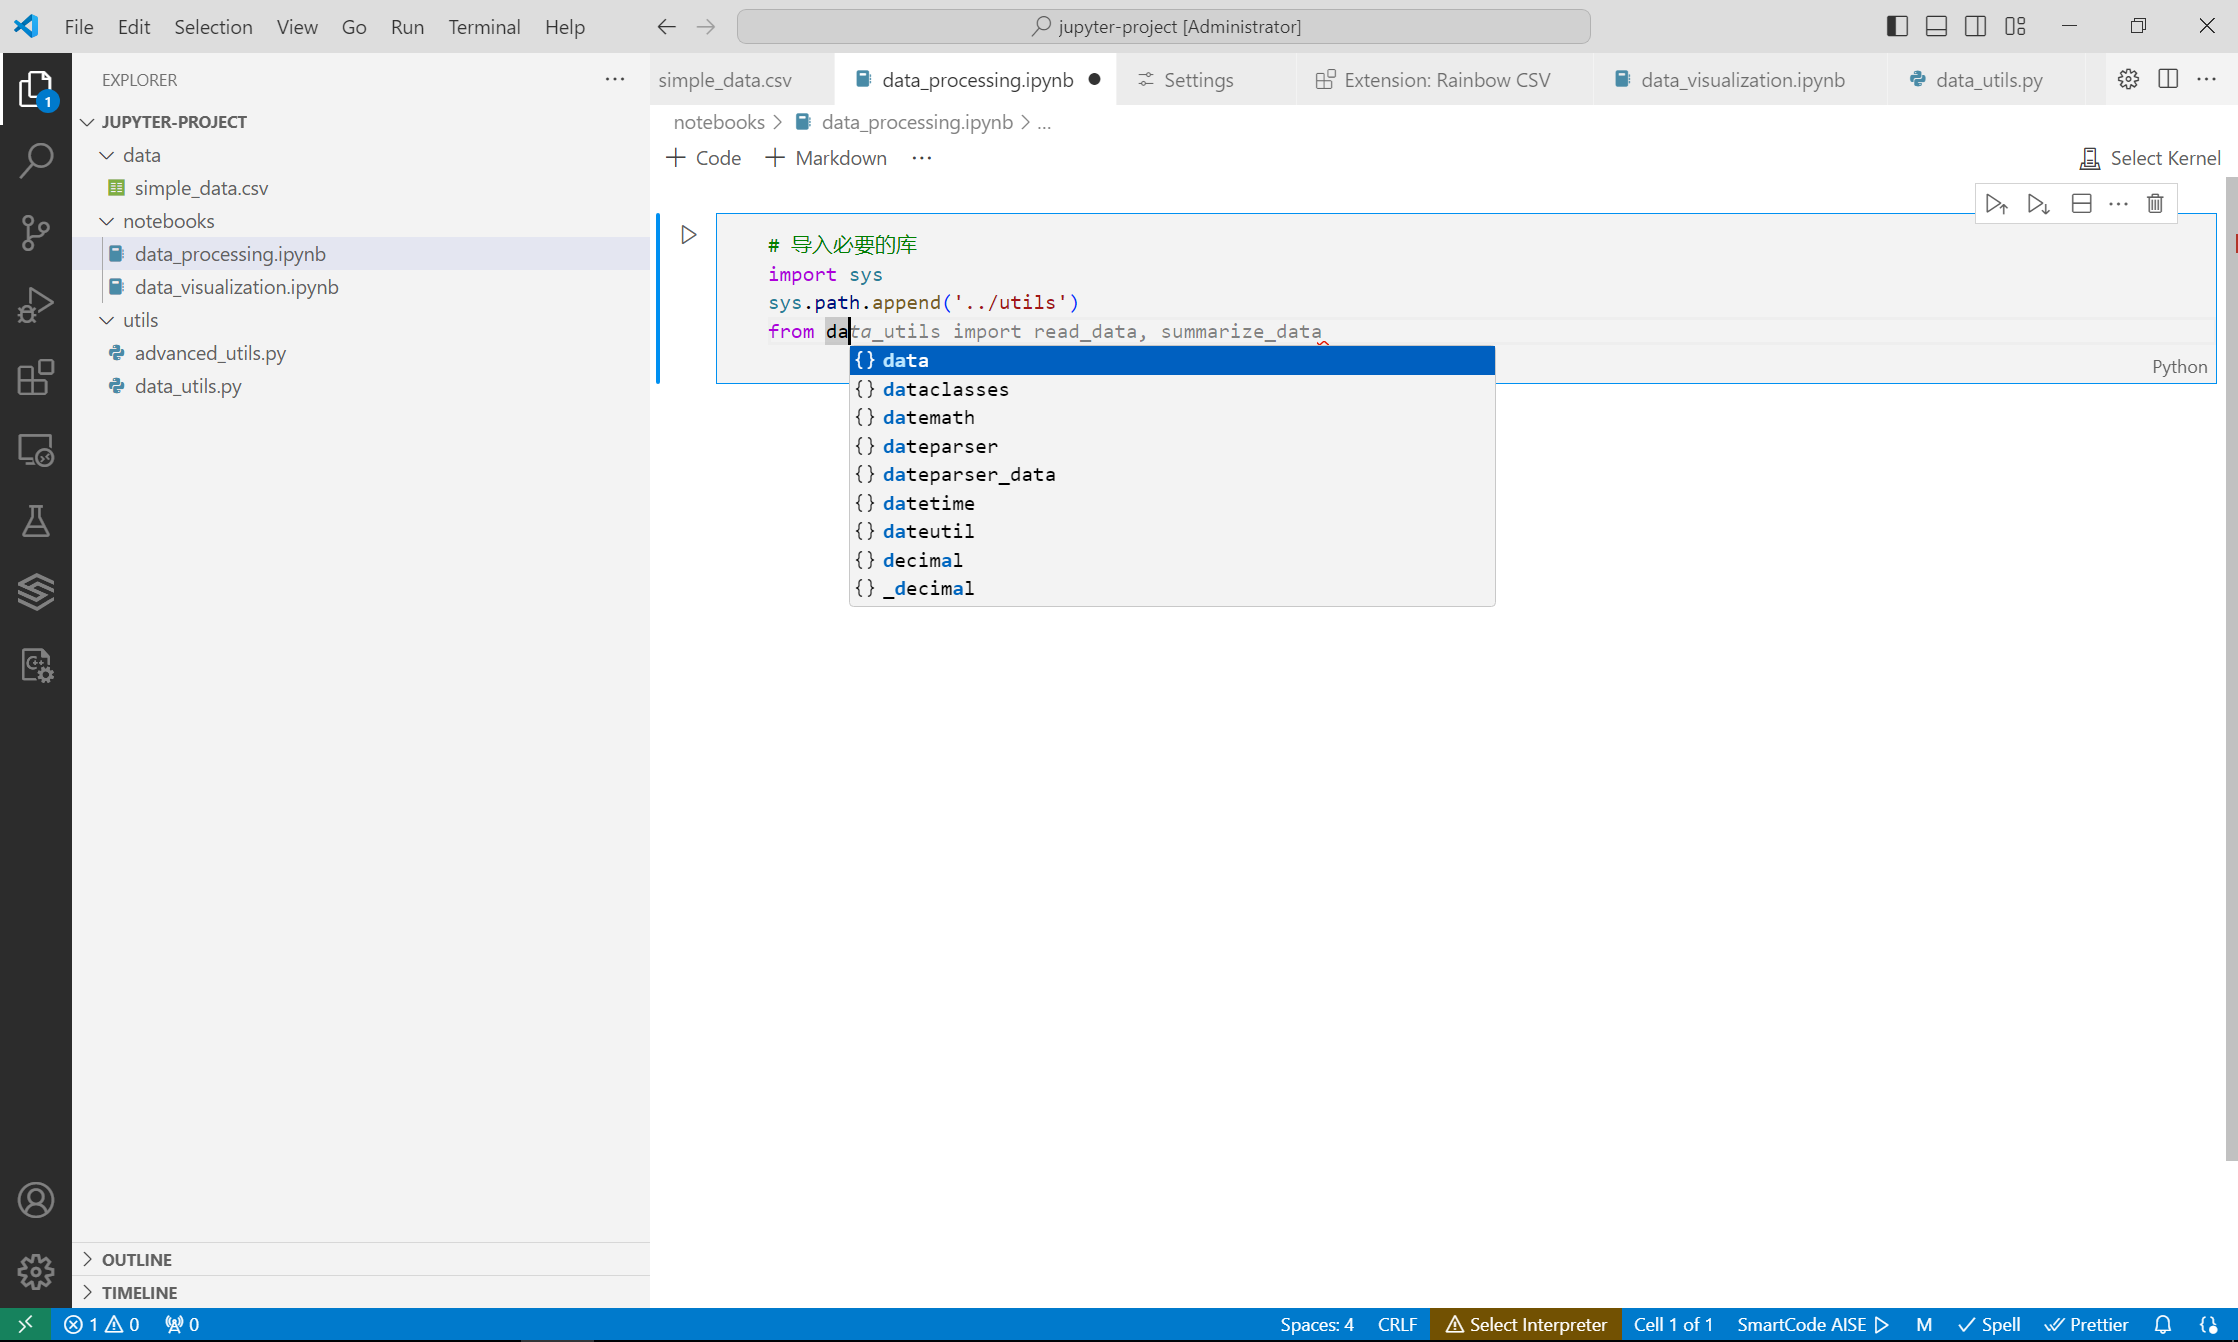 File Edit Selection View Go Run Terminal Help
jupyter-project [Administrator]
EXPLORER
1
JUPYTER-PROJECT
data
simple_data.csv
notebooks
data_processing.ipynb
data_visualization.ipynb
utils
advanced_utils.py
data_utils.py
OUTLINE
TIMELINE
simple_data.csv
data_processing.ipynb
Settings
Extension: Rainbow CSV
data_visualization.ipynb
data_utils.py
notebooks > data_processing.ipynb > ...
+ Code + Markdown ...
Select Kernel
# 导入必要的库
import sys
sys.path.append('../utils')
from data_utils import read_data, summarize_data
Python
{} data
{} dataclasses
{} datemath
{} dateparser
{} dateparser_data
{} datetime
{} dateutil
{} decimal
{} _decimal
1 0 0
Spaces: 4 CRLF Select Interpreter Cell 1 of 1 SmartCode AISE M Spell Prettier